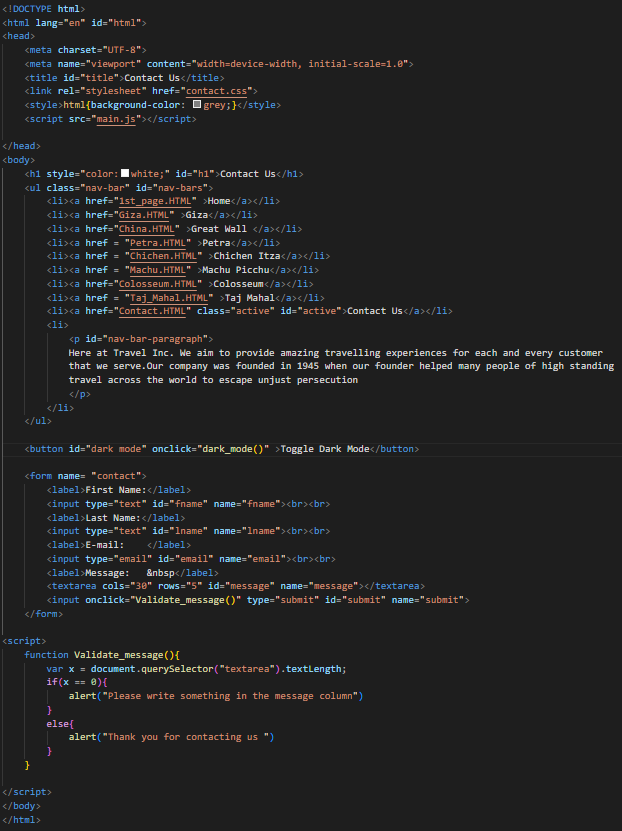 <!DOCTYPE html>
<html lang="en" id="html">
<head>
    <meta charset="UTF-8">
    <meta name="viewport" content="width=device-width, initial-scale=1.0">
    <title id="title">Contact Us</title>
    <link rel="stylesheet" href="contact.css">
    <style>html{background-color: grey;}</style>
    <script src="main.js"></script>

</head>
<body>
    <h1 style="color: white;" id="h1">Contact Us</h1>
    <ul class="nav-bar" id="nav-bars">
        <li><a href="1st_page.HTML" >Home</a></li>
        <li><a href="Giza.HTML" >Giza</a></li>
        <li><a href="China.HTML" >Great Wall </a></li>
        <li><a href = "Petra.HTML" >Petra</a></li>
        <li><a href = "Chichen.HTML" >Chichen Itza</a></li>
        <li><a href = "Machu.HTML" >Machu Picchu</a></li>
        <li><a href="Colosseum.HTML" >Colosseum</a></li>
        <li><a href = "Taj_Mahal.HTML" >Taj Mahal</a></li>
        <li><a href="Contact.HTML" class="active" id="active">Contact Us</a></li>
        <li>
            <p id="nav-bar-paragraph">
            Here at Travel Inc. We aim to provide amazing travelling experiences for each and every customer
            that we serve.Our company was founded in 1945 when our founder helped many people of high standing
            travel across the world to escape unjust persecution
            </p>
        </li>
    </ul>

    <button id="dark mode" onclick="dark_mode()" >Toggle Dark Mode</button>

    <form name= "contact">
        <label>First Name:</label>
        <input type="text" id="fname" name="fname"><br><br>
        <label>Last Name:</label>
        <input type="text" id="lname" name="lname"><br><br>
        <label>E-mail:    </label>
        <input type="email" id="email" name="email"><br><br>
        <label>Message:   &nbsp</label>
        <textarea cols="30" rows="5" id="message" name="message"></textarea>
        <input onclick="Validate_message()" type="submit" id="submit" name="submit">
    </form>

<script>
    function Validate_message(){
        var x = document.querySelector("textarea").textLength;
        if(x == 0){
            alert("Please write something in the message column")
        }
        else{
            alert("Thank you for contacting us ")
        }
    }

</script>
</body>
</html>